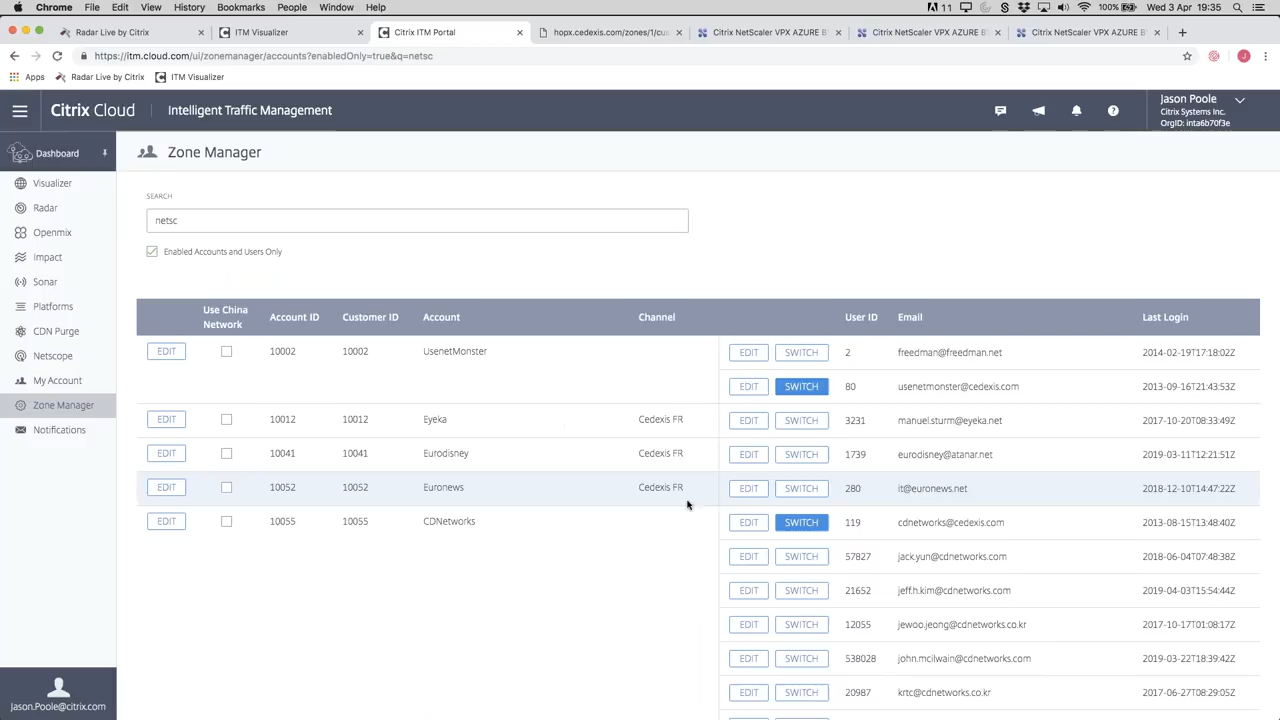 Chrome File Edit View History Bookmarks People Window Help 11 100% Wed 3 Apr 19:35
Radar Live by Citrix × ITM Visualizer × Citrix ITM Portal × hopx.cedexis.com/zones/1/cus × Citrix NetScaler VPX AZURE B × Citrix NetScaler VPX AZURE B × Citrix NetScaler VPX AZURE B × +
https://itm.cloud.com/ui/zonemanager/accounts?enabledOnly=true&q=netsc J
Apps Radar Live by Citrix ITM Visualizer
Citrix Cloud Intelligent Traffic Management Jason Poole
Citrix Systems Inc.
OrgID: inta6b70f3e
Dashboard Zone Manager
Visualizer
Radar
Openmix
Impact
Sonar
Platforms
CDN Purge
Netscope
My Account
Zone Manager
Notifications
Jason.Poole@citrix.com
SEARCH
netsc
Enabled Accounts and Users Only
Use China Network Account ID Customer ID Account Channel User ID Email Last Login
EDIT 10002 10002 UsenetMonster EDIT SWITCH 2 freedman@freedman.net 2014-02-19T17:18:02Z
EDIT SWITCH 80 usenetmonster@cedexis.com 2013-09-16T21:43:53Z
EDIT 10012 10012 Eyeka Cedexis FR EDIT SWITCH 3231 manuel.sturm@eyeka.net 2017-10-20T08:33:49Z
EDIT 10041 10041 Eurodisney Cedexis FR EDIT SWITCH 1739 eurodisney@atanar.net 2019-03-11T12:21:51Z
EDIT 10052 10052 Euronews Cedexis FR EDIT SWITCH 280 it@euronews.net 2018-12-10T14:47:22Z
EDIT 10055 10055 CDNetworks EDIT SWITCH 119 cdnetworks@cedexis.com 2013-08-15T13:48:40Z
EDIT SWITCH 57827 jack.yun@cdnetworks.com 2018-06-04T07:48:38Z
EDIT SWITCH 21652 jeff.h.kim@cdnetworks.com 2019-04-03T15:54:44Z
EDIT SWITCH 12055 jewoo.jeong@cdnetworks.co.kr 2017-10-17T01:08:17Z
EDIT SWITCH 538028 john.mcilwain@cdnetworks.com 2019-03-22T18:39:42Z
EDIT SWITCH 20987 krtc@cdnetworks.co.kr 2017-06-27T08:29:05Z